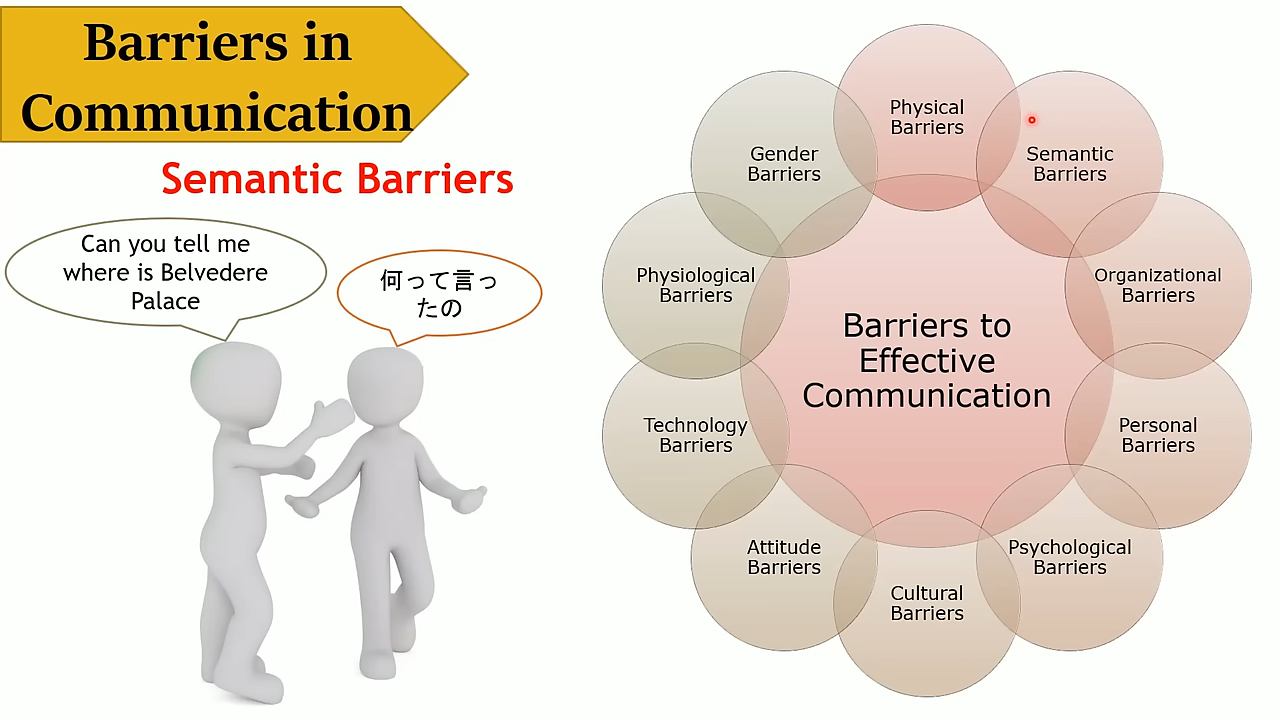 Barriers in
Communication
Semantic Barriers
Can you tell me
where is Belvedere
Palace
何って言っ
たの
Physical
Barriers
Semantic
Barriers
Organizational
Barriers
Personal
Barriers
Psychological
Barriers
Cultural
Barriers
Attitude
Barriers
Technology
Barriers
Physiological
Barriers
Gender
Barriers
Barriers to
Effective
Communication